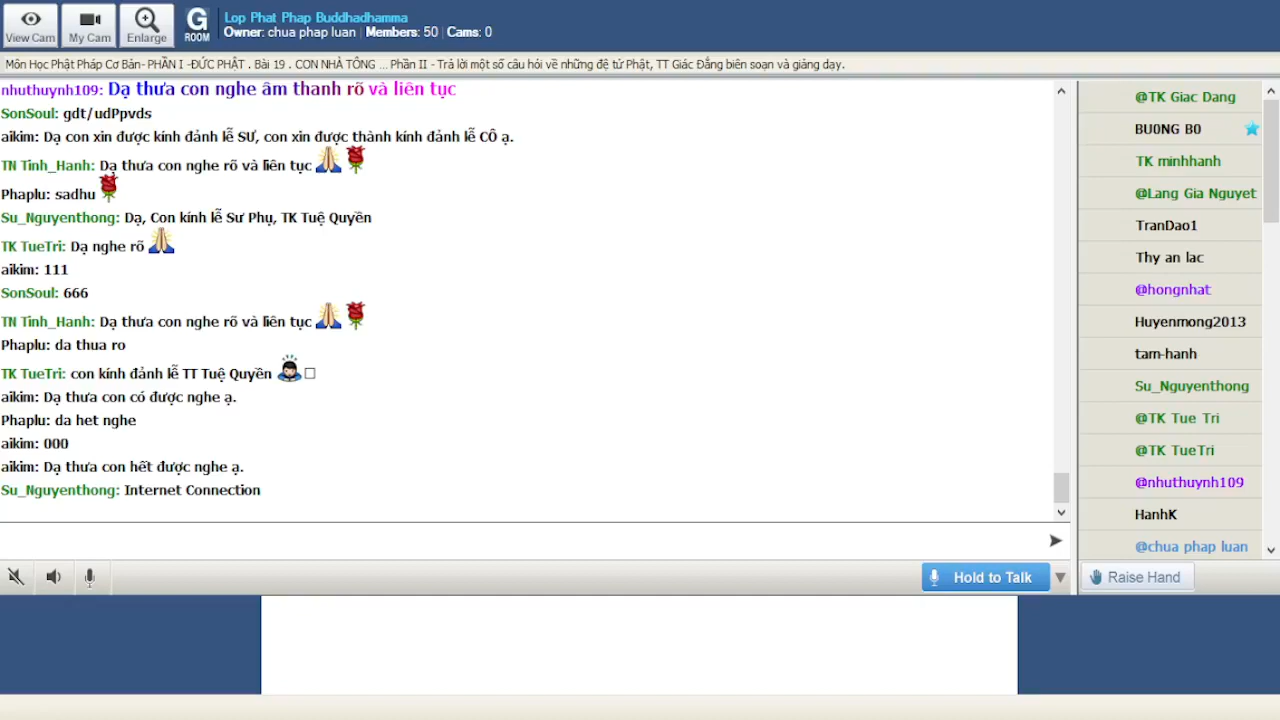 View Cam
My Cam
Enlarge
G
ROOM
Lop Phat Phap Buddhadhamma
Owner: chua phap luan | Members: 50 | Cams: 0
Môn Học Phật Pháp Cơ Bản- PHẦN I -ĐỨC PHẬT . Bài 19 . CON NHÀ TÔNG ... Phần II - Trả lời một số câu hỏi về những đệ tử Phật, TT Giác Đẳng biên soạn và giảng dạy.
nhuthuynh109: Dạ thưa con nghe âm thanh rõ và liên tục
SonSoul: gdt/udPpvds
aikim: Dạ con xin được kính đảnh lễ SƯ, con xin được thành kính đảnh lễ CÔ ạ.
TN Tinh_Hanh: Dạ thưa con nghe rõ và liên tục
Phaplu: sadhu
Su_Nguyenthong: Dạ, Con kính lễ Sư Phụ, TK Tuệ Quyền
TK TueTri: Dạ nghe rõ
aikim: 111
SonSoul: 666
TN Tinh_Hanh: Dạ thưa con nghe rõ và liên tục
Phaplu: da thua ro
TK TueTri: con kính đảnh lễ TT Tuệ Quyền
aikim: Dạ thưa con có được nghe ạ.
Phaplu: da het nghe
aikim: 000
aikim: Dạ thưa con hết được nghe ạ.
Su_Nguyenthong: Internet Connection
Hold to Talk
@TK Giac Dang
BU0NG B0
TK minhhanh
@Lang Gia Nguyet
TranDao1
Thy an lac
@hongnhat
Huyenmong2013
tam-hanh
Su_Nguyenthong
@TK Tue Tri
@TK TueTri
@nhuthuynh109
HanhK
@chua phap luan
Raise Hand